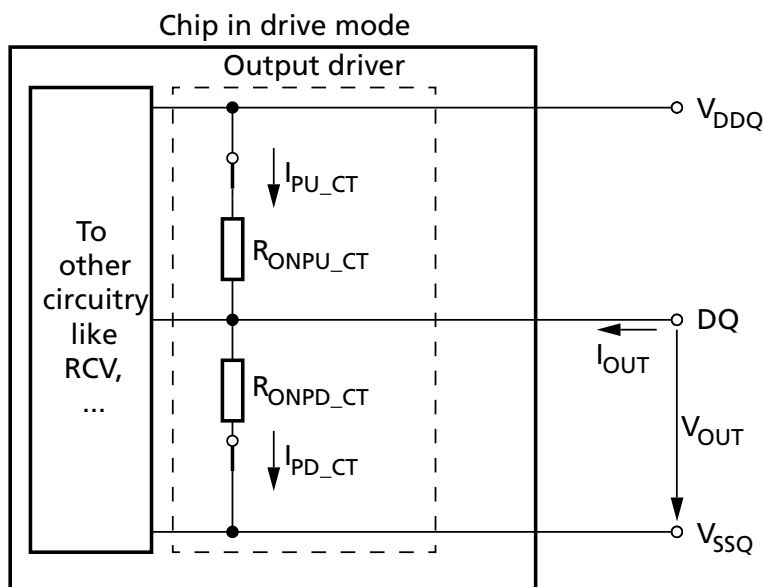 Chip in drive mode
Output driver
To
other
circuitry
like
RCV,
...
I_PU_CT
R_ONPU_CT
R_ONPD_CT
I_PD_CT
V_DDQ
DQ
I_OUT
V_OUT
V_SSQ